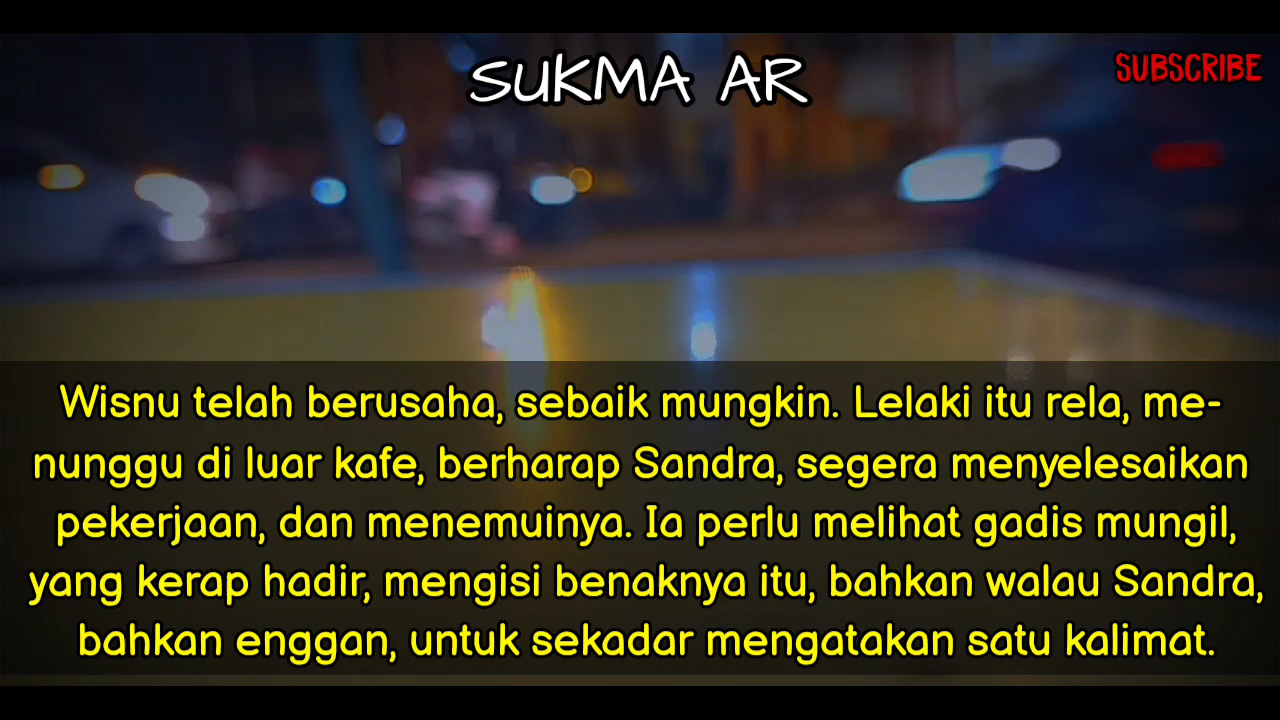 SUKMA AR
SUBSCRIBE
Wisnu telah berusaha, sebaik mungkin. Lelaki itu rela, me-
nunggu di luar kafe, berharap Sandra, segera menyelesaikan
pekerjaan, dan menemuinya. Ia perlu melihat gadis mungil,
yang kerap hadir, mengisi benaknya itu, bahkan walau Sandra,
bahkan enggan, untuk sekadar mengatakan satu kalimat.